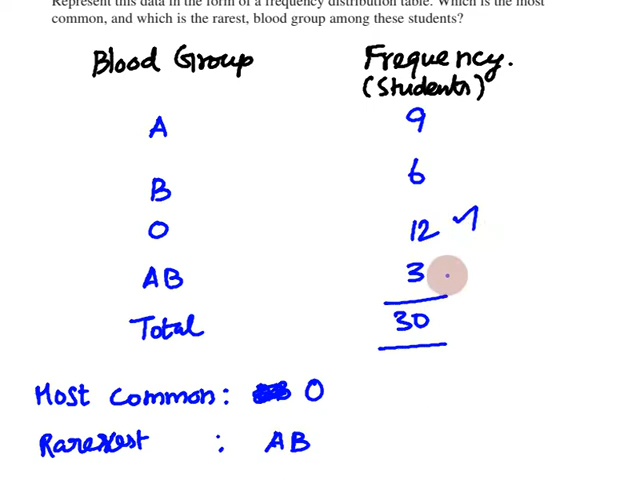 Represent this data in the form of a frequency distribution table. Which is the most
common, and which is the rarest, blood group among these students?
Blood Group Frequency.
(Students)
A 9
B 6
O 12
AB 3
Total 30
Most Common: O
Rarest : AB